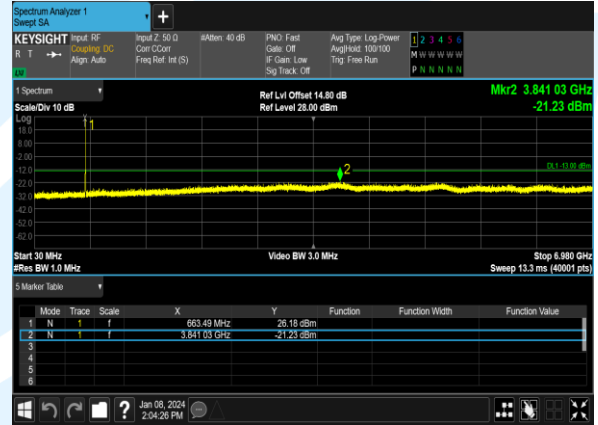 Spectrum Analyzer 1
Swept SA
KEYSIGHT Input: RF Input Z: 50 Ω #Atten: 40 dB PNO: Fast Avg Type: Log-Power 1 2 3 4 5 6
R T Coupling: DC Corr CCorr Gate: Off Avg|Hold: 100/100 M W W W W W
Align: Auto Freq Ref: Int (S) IF Gain: Low Trig: Free Run P N N N N N
Sig Track: Off
LXI
1 Spectrum Ref Lvl Offset 14.80 dB Mkr2 3.841 03 GHz
Scale/Div 10 dB Ref Level 28.00 dBm -21.23 dBm
Log
1
18.0
8.00
-2.00
2
DL1 -13.00 dBm
-12.0
-22.0
-32.0
-42.0
-52.0
-62.0
Start 30 MHz Video BW 3.0 MHz Stop 6.980 GHz
#Res BW 1.0 MHz Sweep 13.3 ms (40001 pts)
5 Marker Table
Mode Trace Scale X Y Function Function Width Function Value
1 N 1 f 663.49 MHz 26.18 dBm
2 N 1 f 3.841 03 GHz -21.23 dBm
3
4
5
6
? Jan 08, 2024
2:04:26 PM